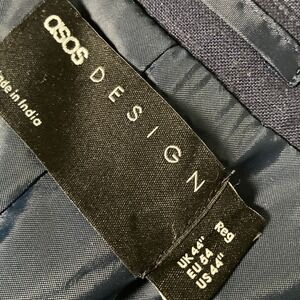 asos
DESIGN
Made in India
UK 44" Reg
EU 54
US 44"